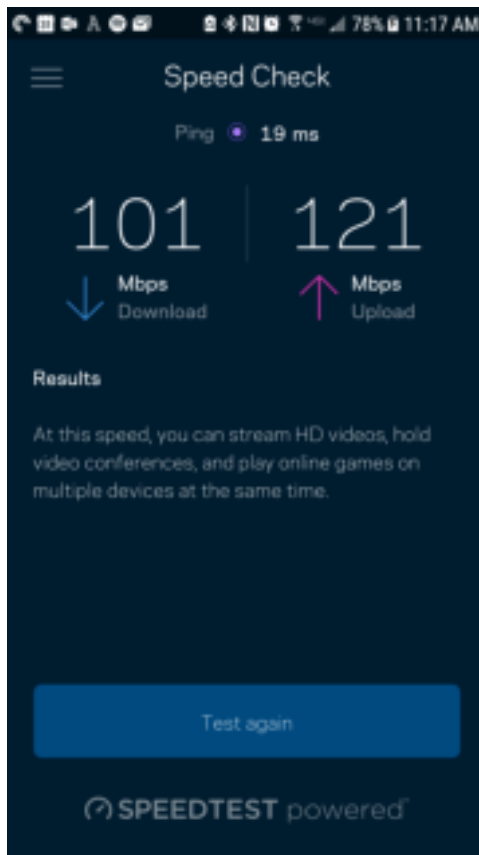 78% 11:17 AM
Speed Check
Ping 19 ms
101 121
Mbps Mbps
Download Upload
Results
At this speed, you can stream HD videos, hold
video conferences, and play online games on
multiple devices at the same time.
Test again
SPEEDTEST powered